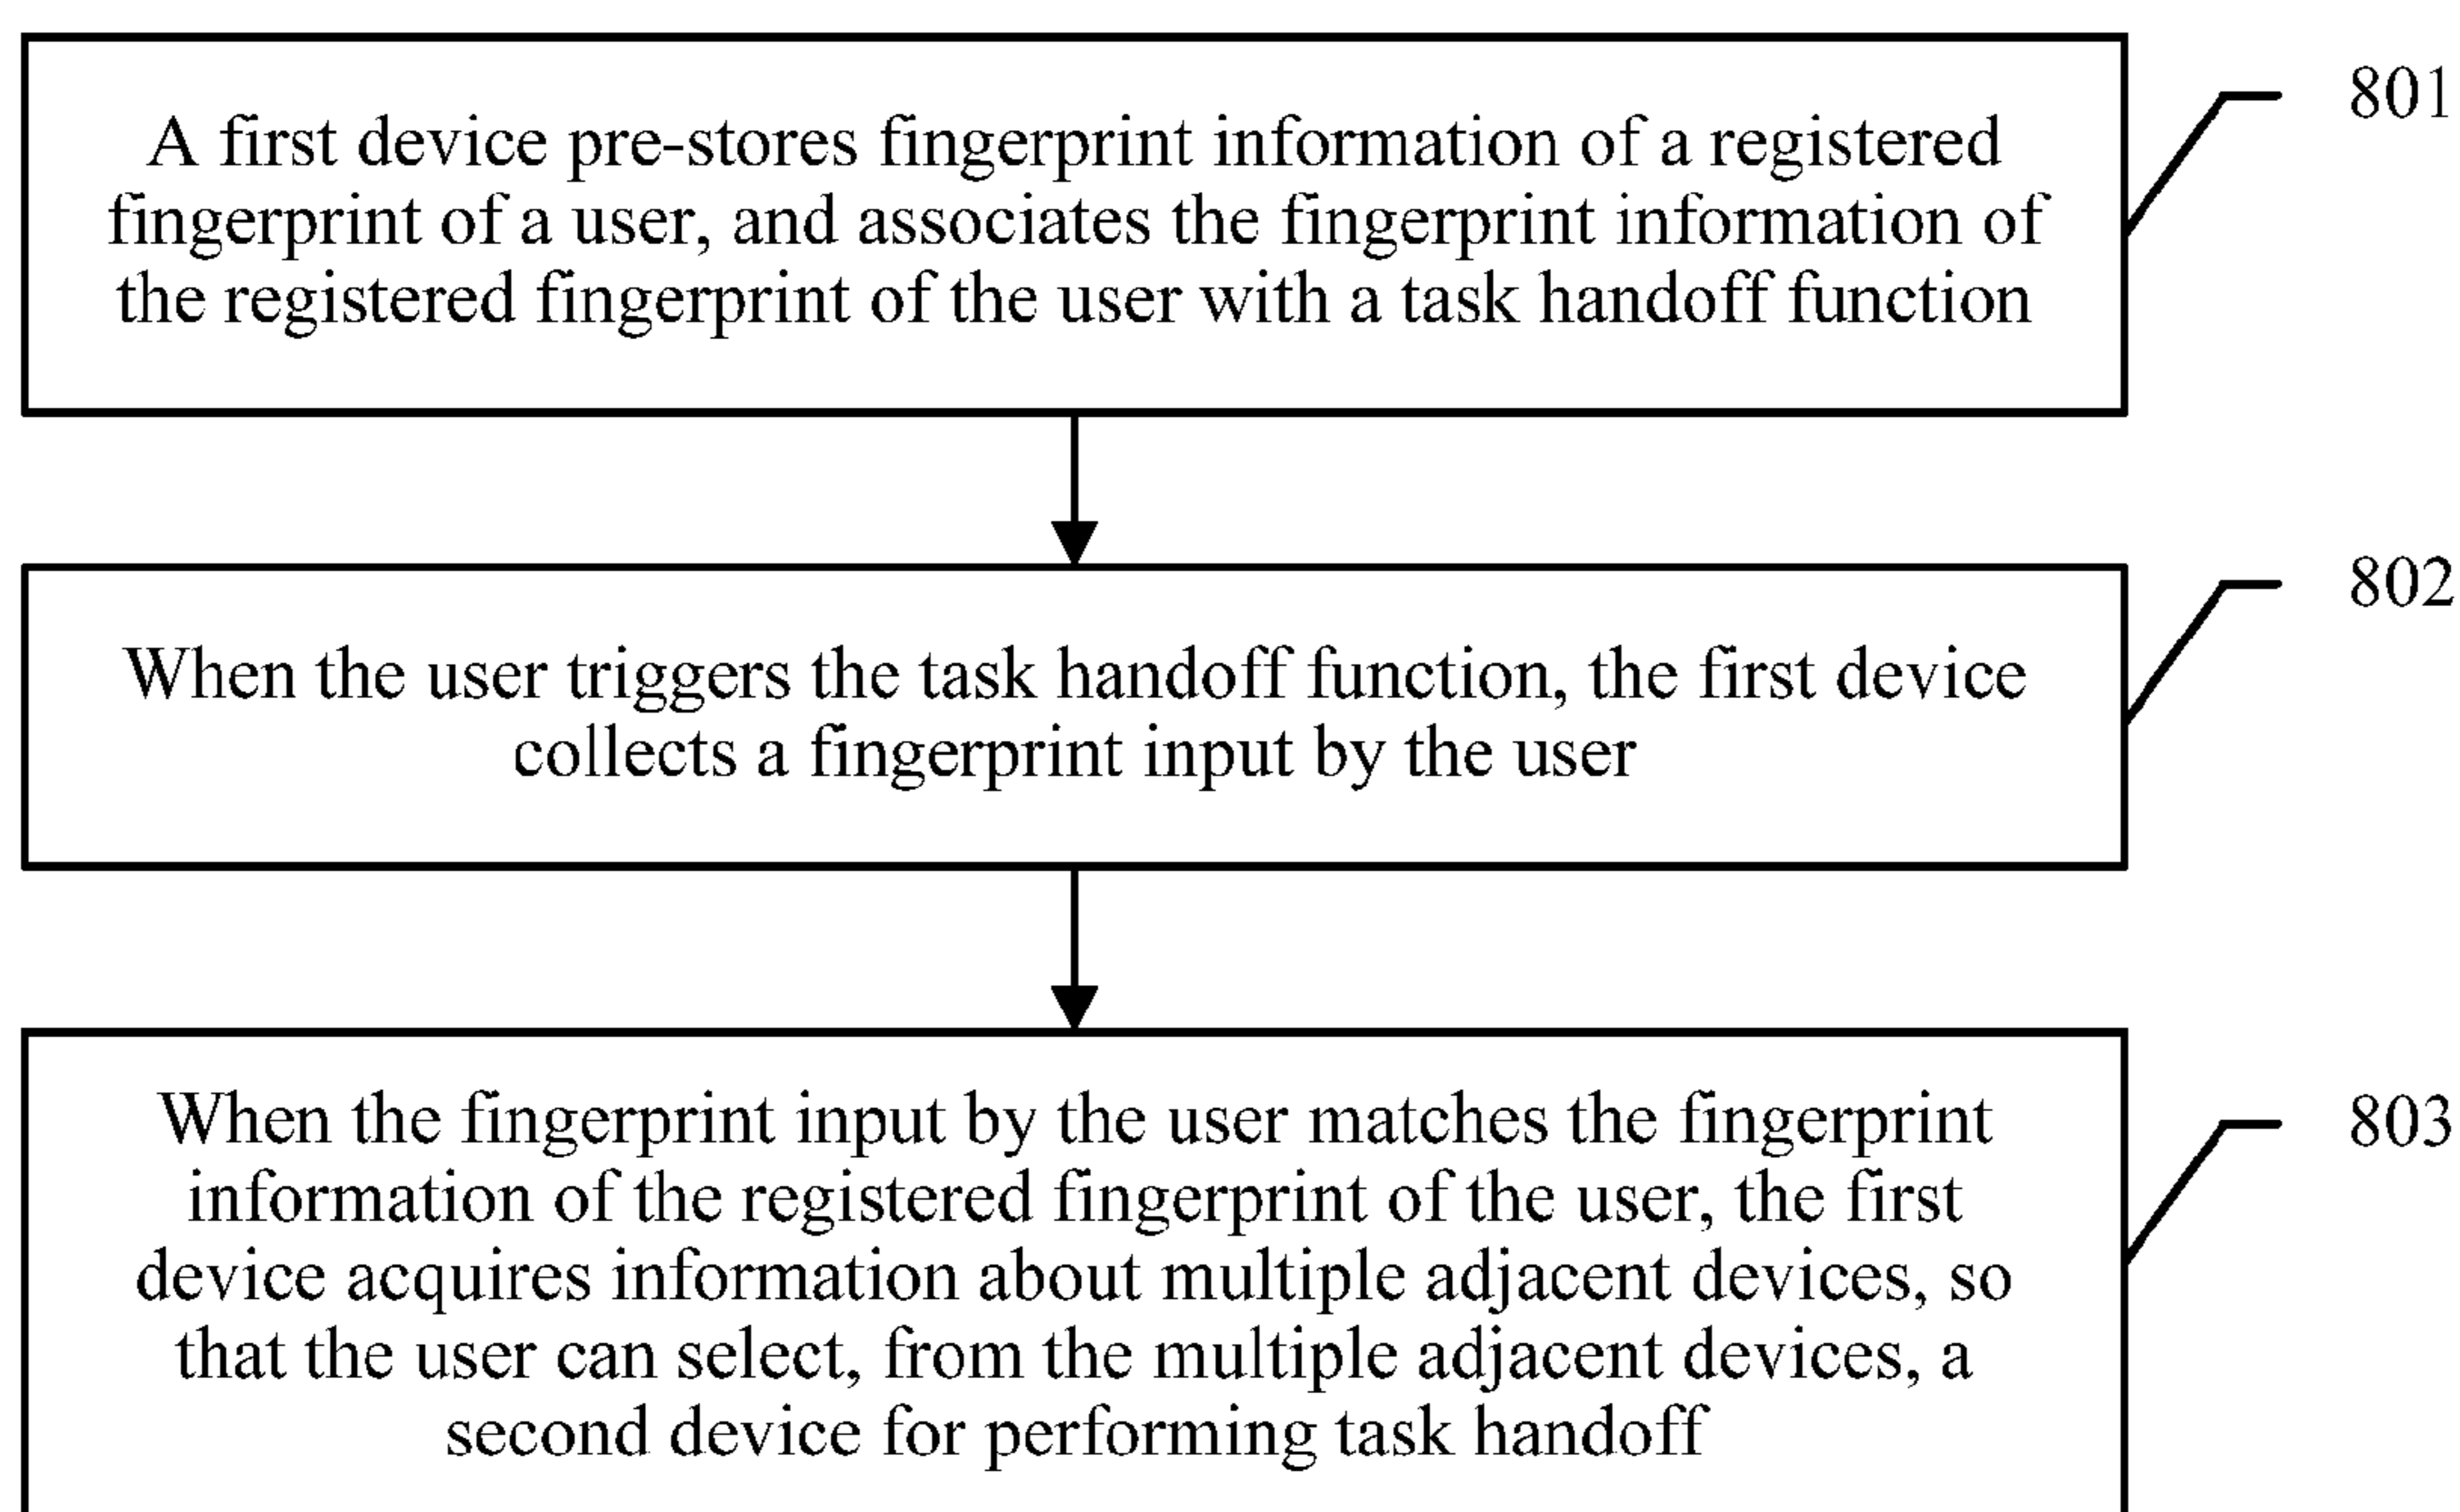 A first device pre-stores fingerprint information of a registered
fingerprint of a user, and associates the fingerprint information of
the registered fingerprint of the user with a task handoff function
801
When the user triggers the task handoff function, the first device
collects a fingerprint input by the user
802
When the fingerprint input by the user matches the fingerprint
information of the registered fingerprint of the user, the first
device acquires information about multiple adjacent devices, so
that the user can select, from the multiple adjacent devices, a
second device for performing task handoff
803